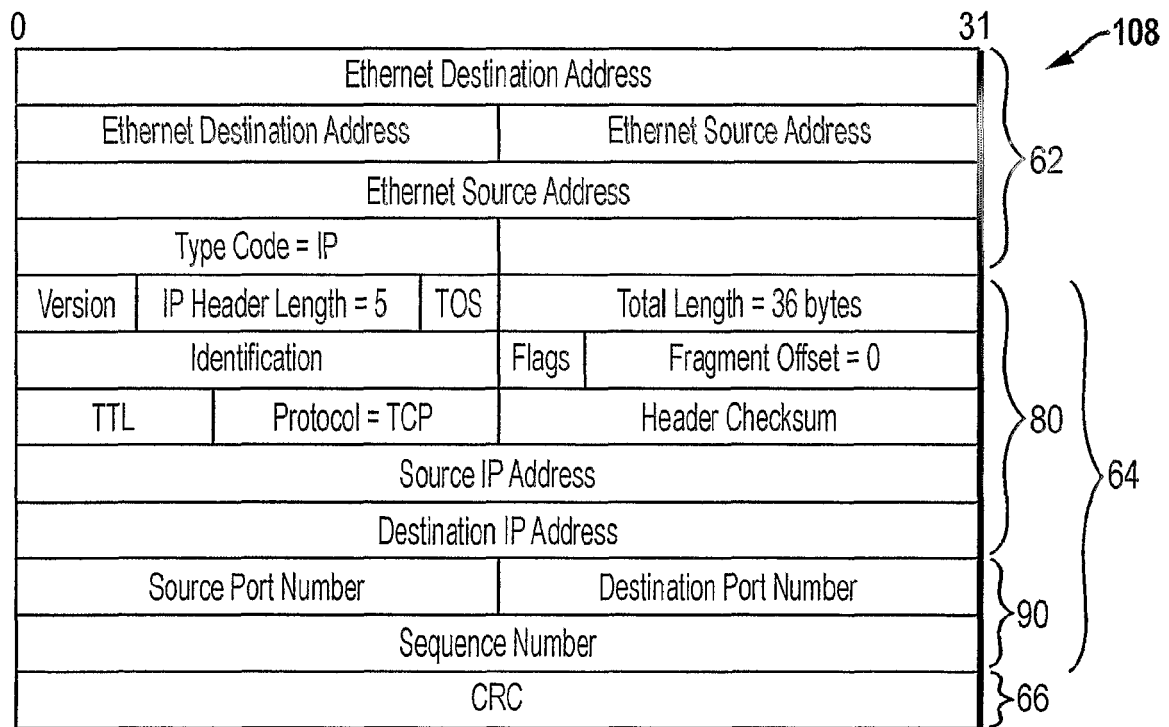 0 31 108
Ethernet Destination Address
Ethernet Destination Address Ethernet Source Address
62
Ethernet Source Address
Type Code = IP
Version IP Header Length = 5 TOS Total Length = 36 bytes
Identification Flags Fragment Offset = 0
TTL Protocol = TCP Header Checksum 80
Source IP Address 64
Destination IP Address
Source Port Number Destination Port Number
90
Sequence Number
CRC 66